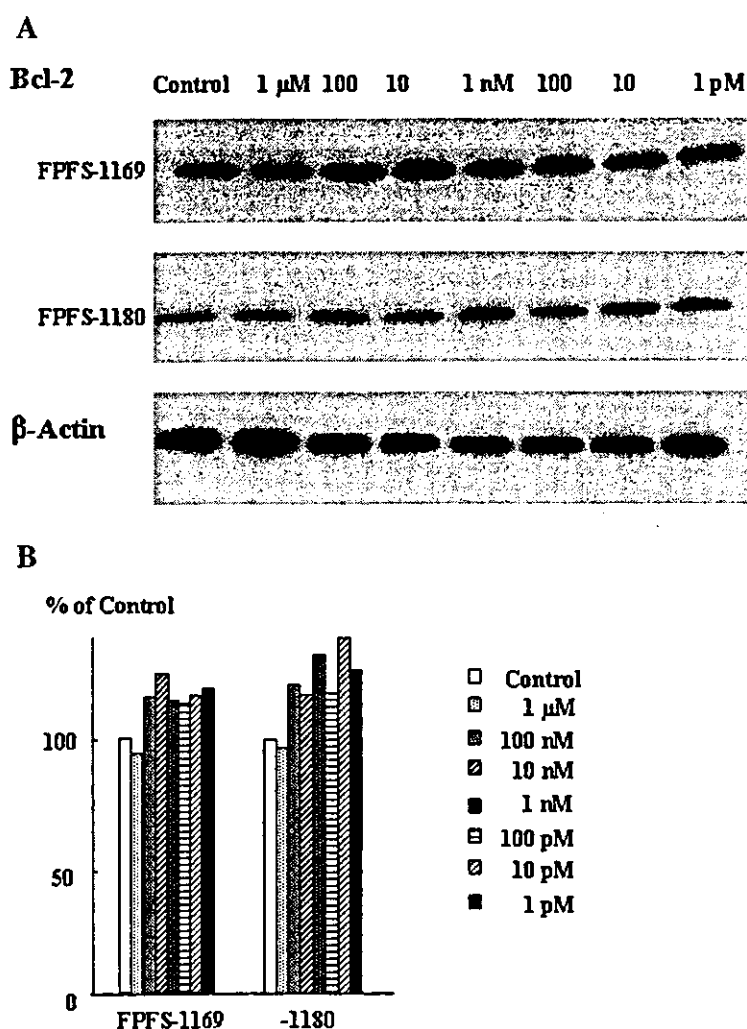 A
Bcl-2 Control 1 μM 100 10 1 nM 100 10 1 pM
FPFS-1169
FPFS-1180
β-Actin
B
% of Control
100
50
0
FPFS-1169 -1180
Control
1 μM
100 nM
10 nM
1 nM
100 pM
10 pM
1 pM